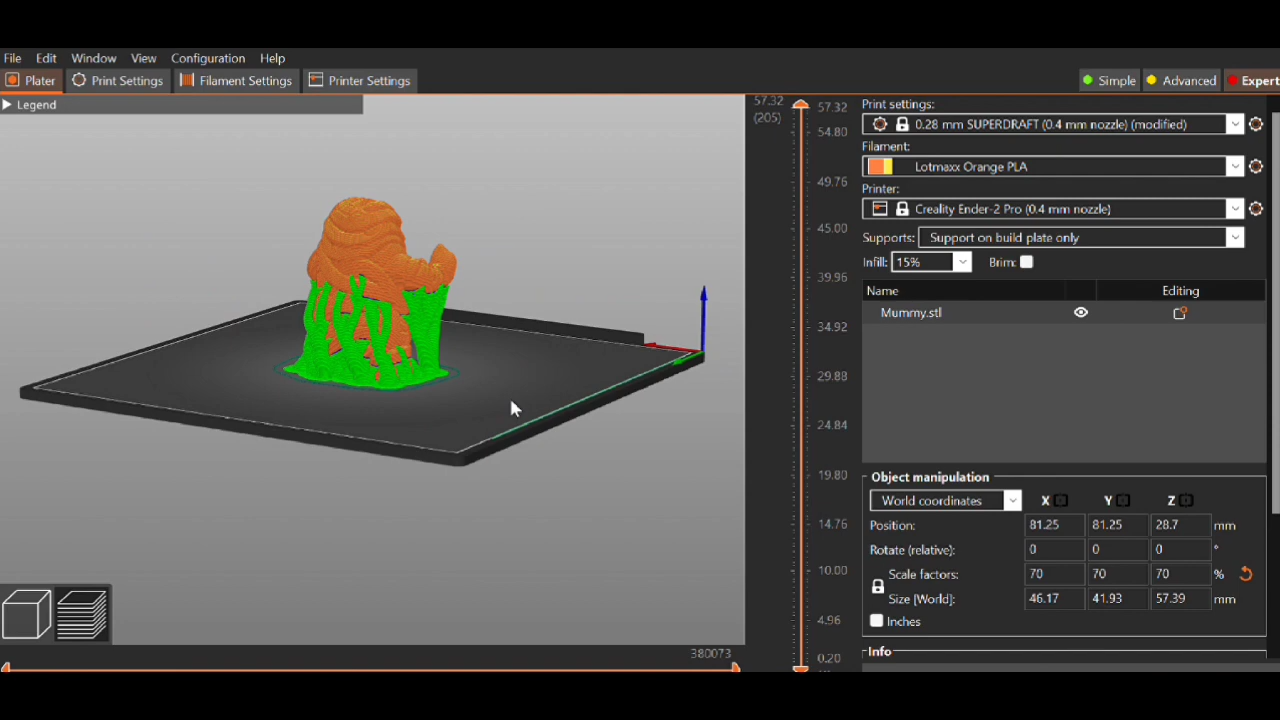 File Edit Window View Configuration Help
Plater Print Settings Filament Settings Printer Settings Simple Advanced Expert
Legend
57.32
(205)
57.32
54.80
49.76
45.00
39.96
34.92
29.88
24.84
19.80
14.76
10.00
4.96
0.20
380073
Print settings:
0.28 mm SUPERDRAFT (0.4 mm nozzle) (modified)
Filament:
Lotmaxx Orange PLA
Printer:
Creality Ender-2 Pro (0.4 mm nozzle)
Supports: Support on build plate only
Infill: 15% Brim:
Name Editing
Mummy.stl
Object manipulation
World coordinates X Y Z
Position: 81.25 81.25 28.7 mm
Rotate (relative): 0 0 0 °
Scale factors: 70 70 70 %
Size [World]: 46.17 41.93 57.39 mm
Inches
Info